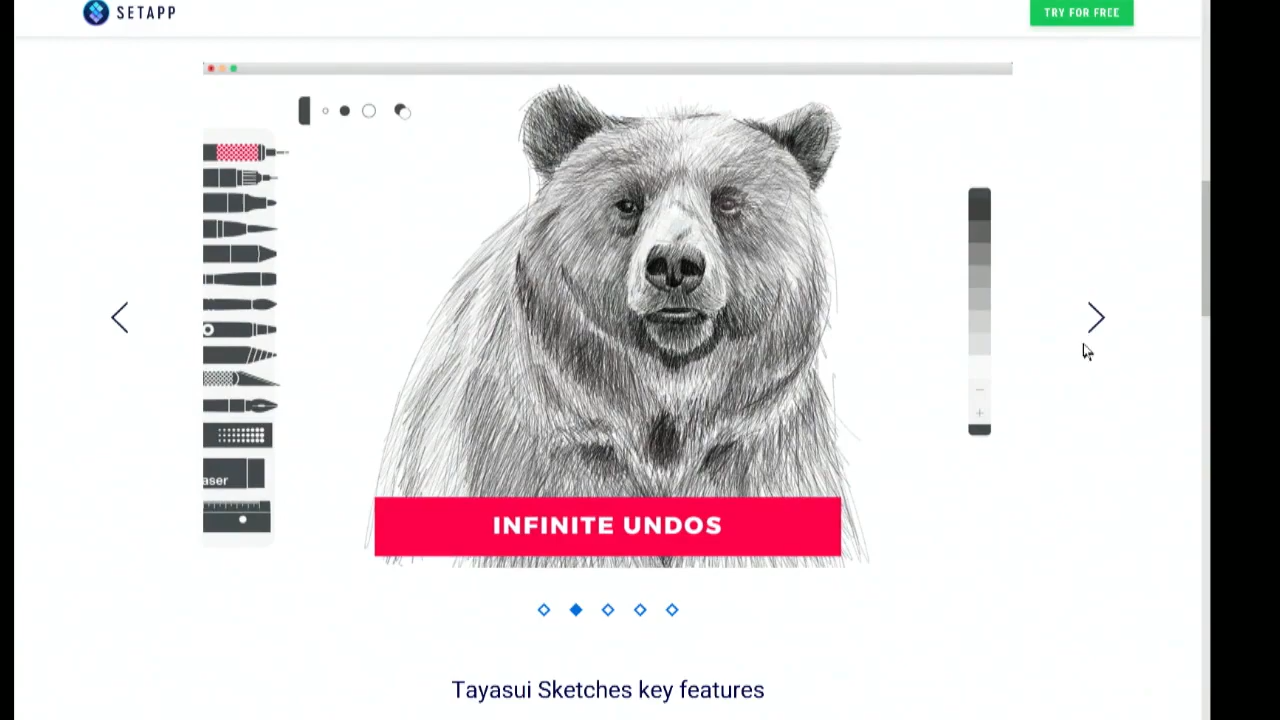 SETAPP
TRY FOR FREE
aser
INFINITE UNDOS
Tayasui Sketches key features